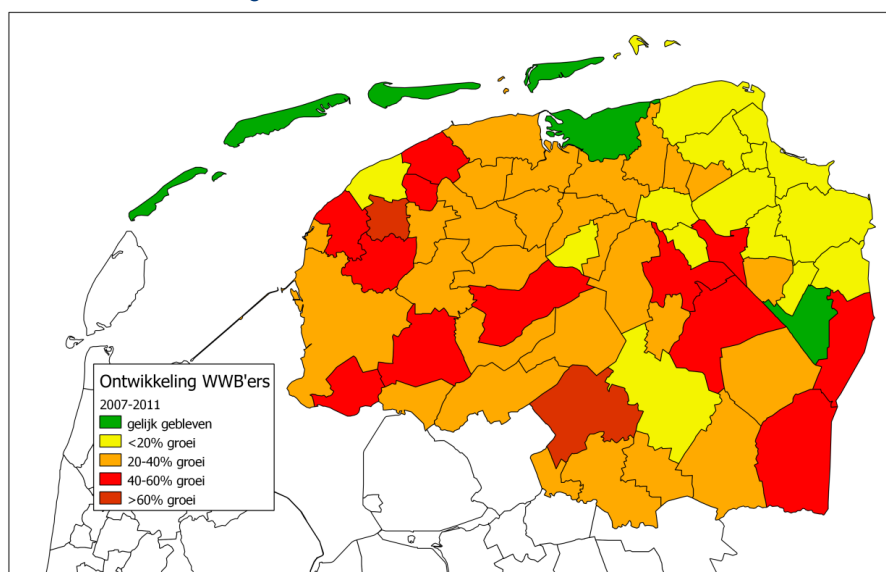 Ontwikkeling WWB'ers
2007-2011
gelijk gebleven
<20% groei
20-40% groei
40-60% groei
>60% groei